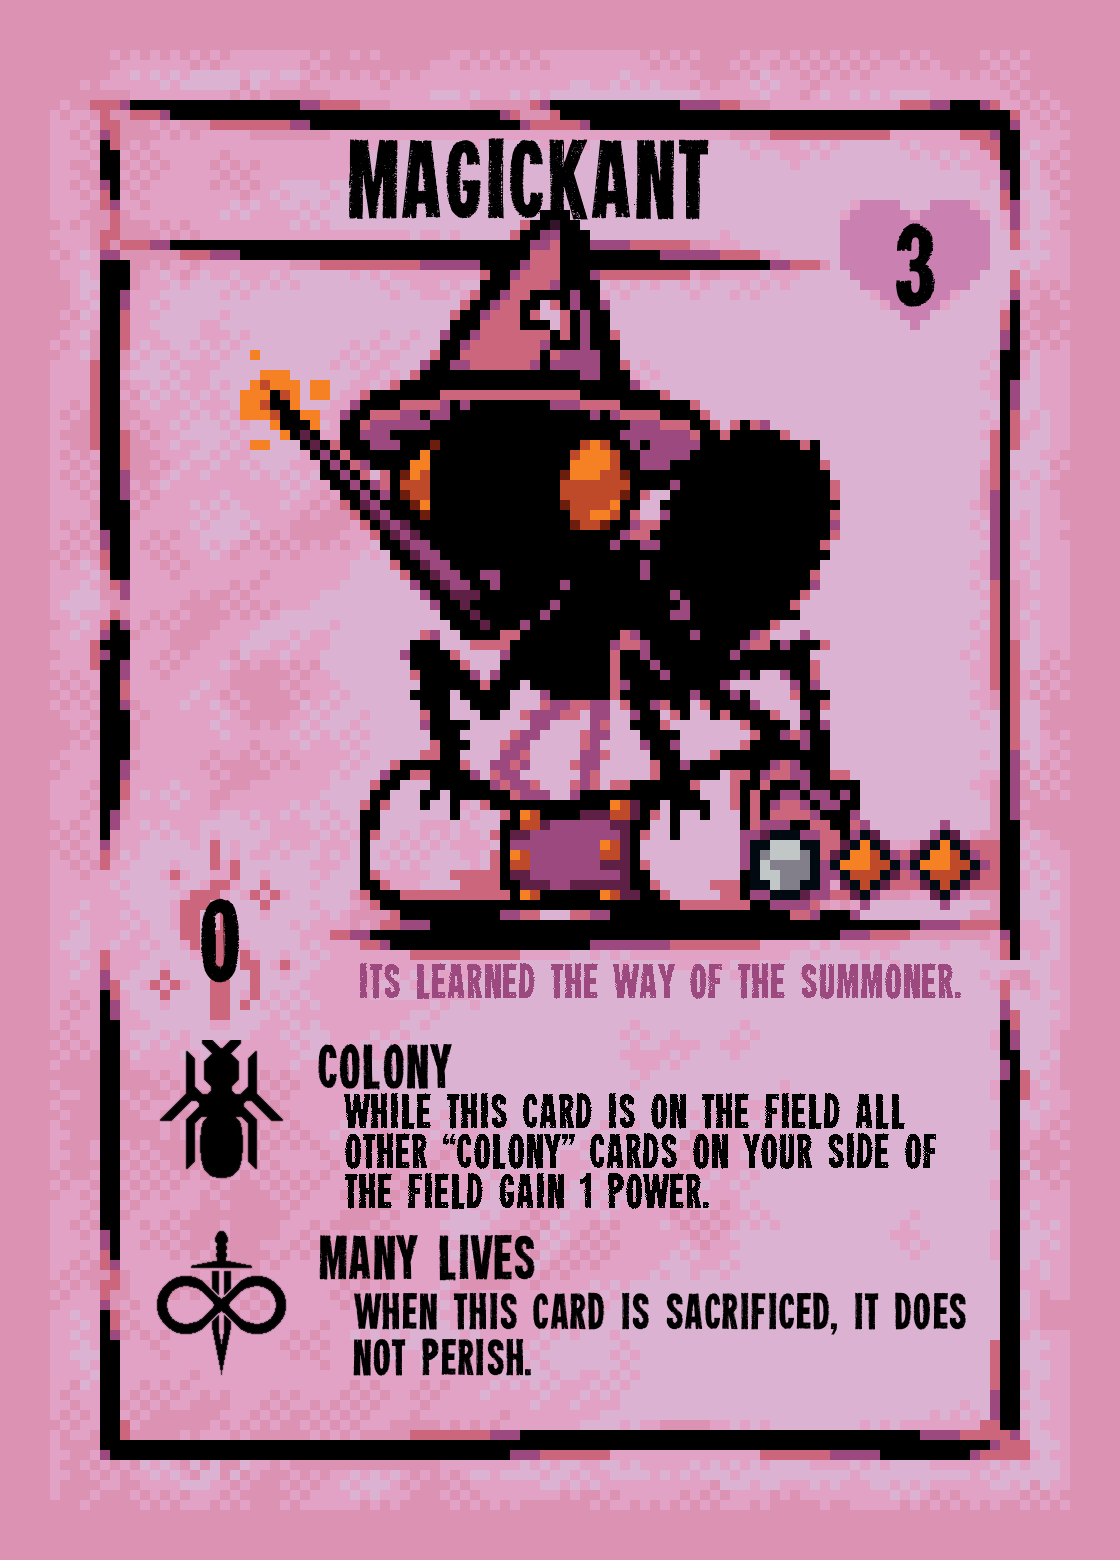 MAGICKANT
3
0
ITS LEARNED THE WAY OF THE SUMMONER.
COLONY
WHILE THIS CARD IS ON THE FIELD ALL
OTHER “COLONY” CARDS ON YOUR SIDE OF
THE FIELD GAIN 1 POWER.
MANY LIVES
WHEN THIS CARD IS SACRIFICED, IT DOES
NOT PERISH.